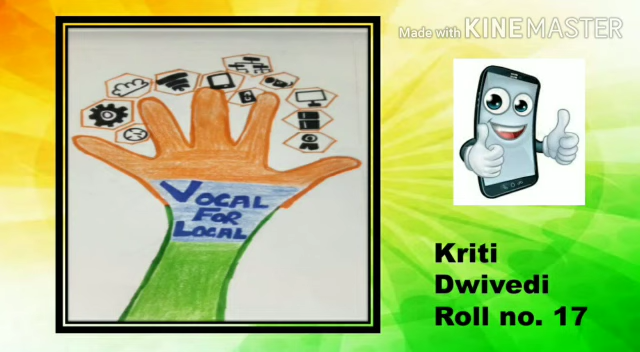 Made with KINEMASTER
VOCAL
FOR
LOCAL
Kriti
Dwivedi
Roll no. 17